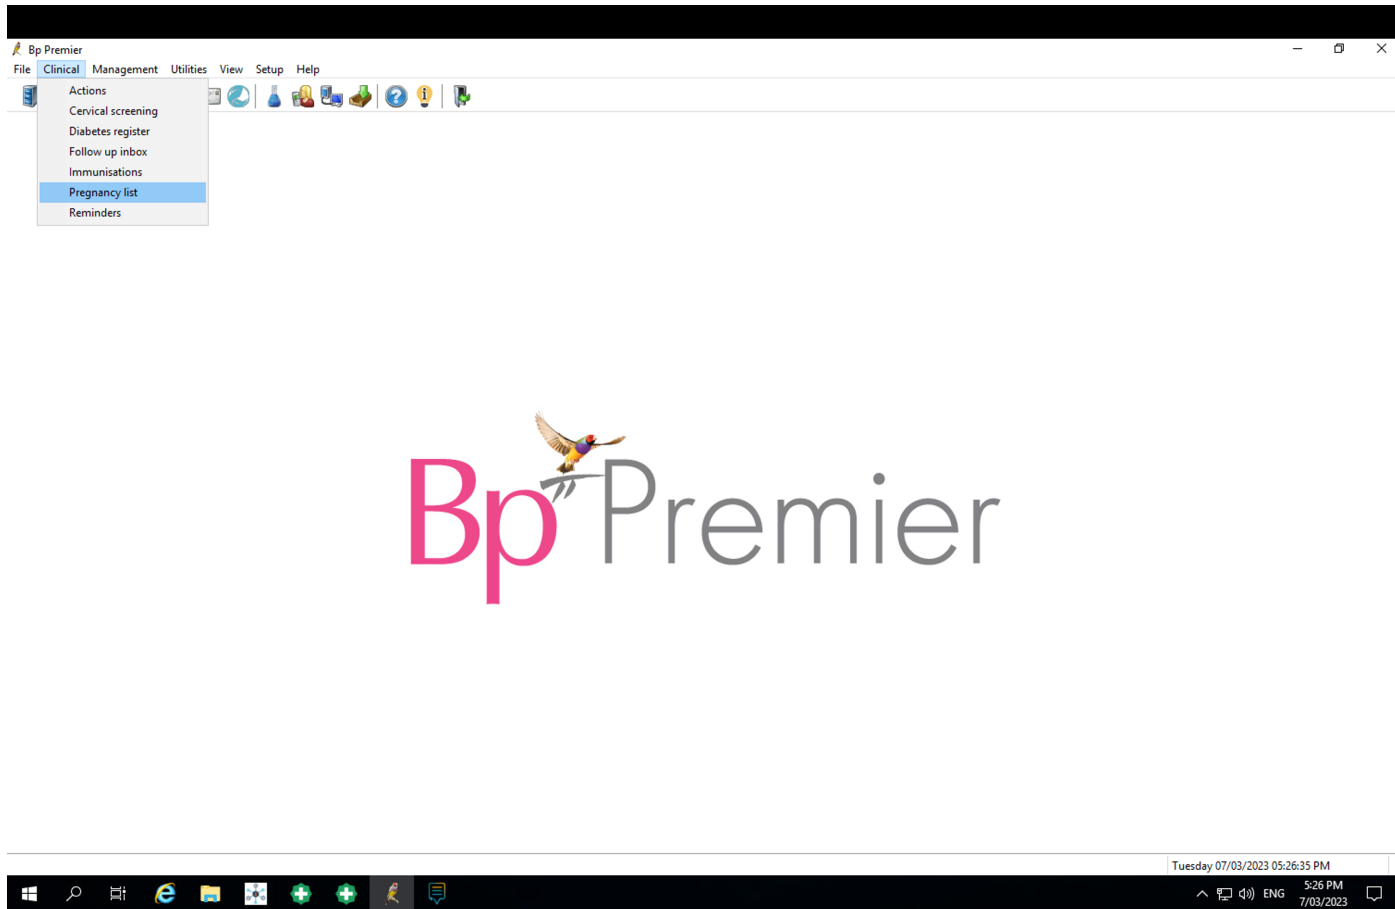 Bp Premier
File Clinical Management Utilities View Setup Help
Actions
Cervical screening
Diabetes register
Follow up inbox
Immunisations
Pregnancy list
Reminders
Bp Premier
Tuesday 07/03/2023 05:26:35 PM
ENG
5:26 PM
7/03/2023